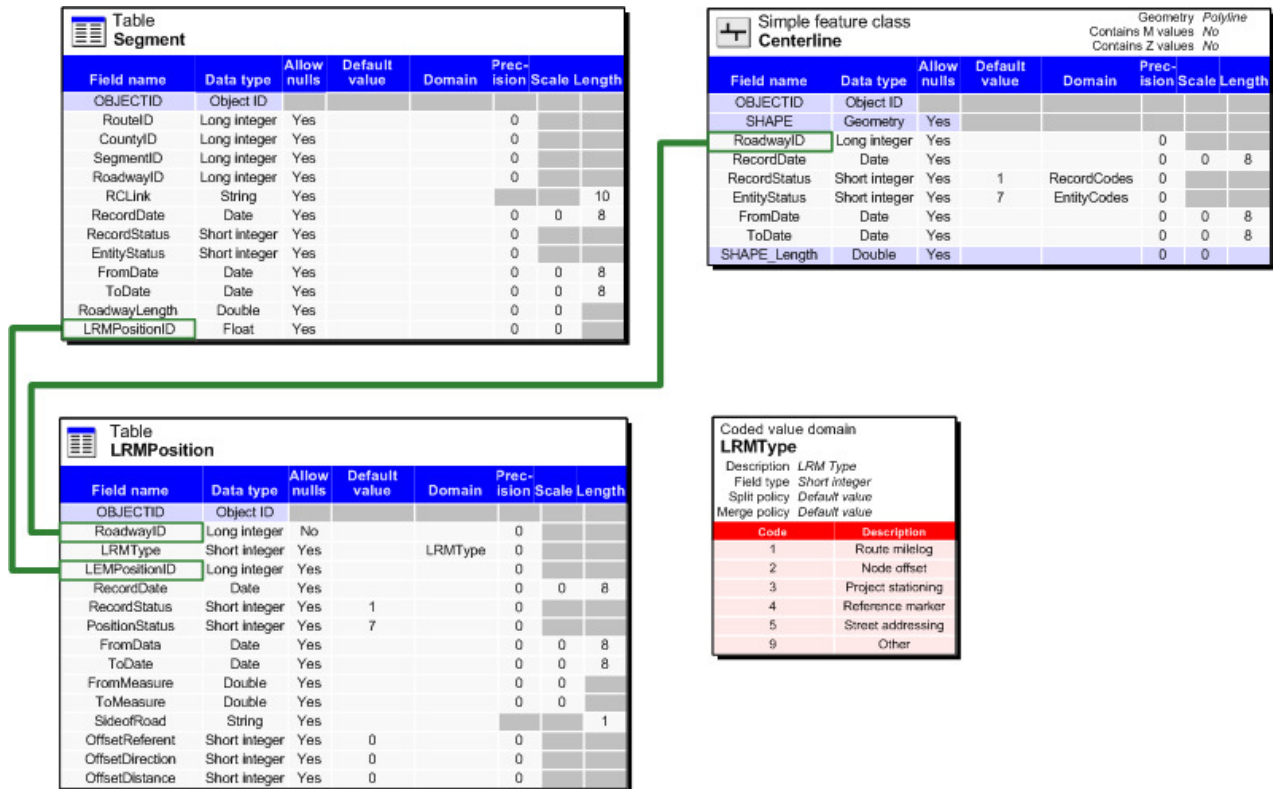 Table
Segment
Field name Data type Allow nulls Default value Domain Prec-ision Scale Length
OBJECTID Object ID
RouteID Long integer Yes 0
CountyID Long integer Yes 0
SegmentID Long integer Yes 0
RoadwayID Long integer Yes 0
RCLink String Yes 10
RecordDate Date Yes 0 0 8
RecordStatus Short integer Yes 0
EntityStatus Short integer Yes 0
FromDate Date Yes 0 0 8
ToDate Date Yes 0 0 8
RoadwayLength Double Yes 0 0
LRMPositionID Float Yes 0 0
Simple feature class
Centerline
Geometry Polyline
Contains M values No
Contains Z values No
Field name Data type Allow nulls Default value Domain Prec-ision Scale Length
OBJECTID Object ID
SHAPE Geometry Yes
RoadwayID Long integer Yes 0
RecordDate Date Yes 0 0 8
RecordStatus Short integer Yes 1 RecordCodes 0
EntityStatus Short integer Yes 7 EntityCodes 0
FromDate Date Yes 0 0 8
ToDate Date Yes 0 0 8
SHAPE_Length Double Yes 0 0
Table
LRMPosition
Field name Data type Allow nulls Default value Domain Prec-ision Scale Length
OBJECTID Object ID
RoadwayID Long integer No 0
LRMType Short integer Yes LRMType 0
LEMPositionID Long integer Yes 0
RecordDate Date Yes 0 0 8
RecordStatus Short integer Yes 1 0
PositionStatus Short integer Yes 7 0
FromData Date Yes 0 0 8
ToDate Date Yes 0 0 8
FromMeasure Double Yes 0 0
ToMeasure Double Yes 0 0
SideofRoad String Yes 1
OffsetReferent Short integer Yes 0 0
OffsetDirection Short integer Yes 0 0
OffsetDistance Short integer Yes 0 0
Coded value domain
LRMType
Description LRM Type
Field type Short integer
Split policy Default value
Merge policy Default value
Code Description
1 Route milelog
2 Node offset
3 Project stationing
4 Reference marker
5 Street addressing
9 Other